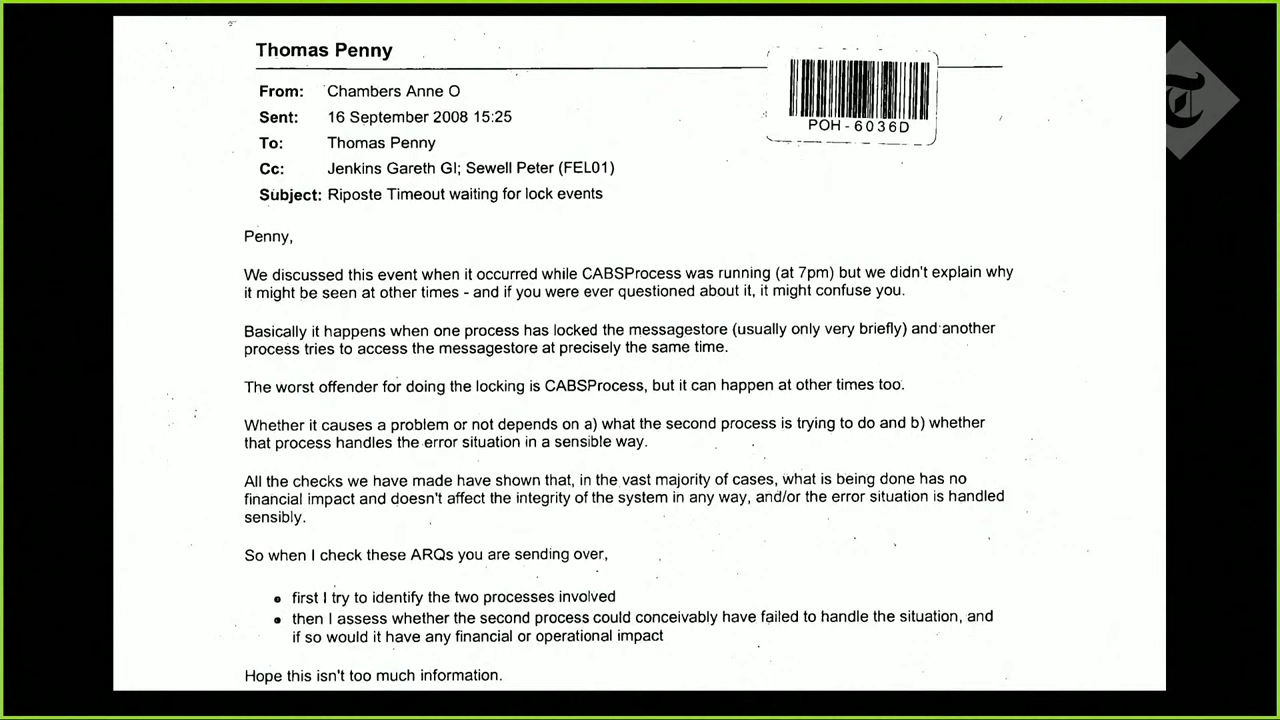 Thomas Penny
POH-6036D
From: Chambers Anne O
Sent: 16 September 2008 15:25
To: Thomas Penny
Cc: Jenkins Gareth GI; Sewell Peter (FEL01)
Subject: Riposte Timeout waiting for lock events
Penny,
We discussed this event when it occurred while CABSProcess was running (at 7pm) but we didn't explain why
it might be seen at other times - and if you were ever questioned about it, it might confuse you.
Basically it happens when one process has locked the messagestore (usually only very briefly) and another
process tries to access the messagestore at precisely the same time.
The worst offender for doing the locking is CABSProcess, but it can happen at other times too.
Whether it causes a problem or not depends on a) what the second process is trying to do and b) whether
that process handles the error situation in a sensible way.
All the checks we have made have shown that, in the vast majority of cases, what is being done has no
financial impact and doesn't affect the integrity of the system in any way, and/or the error situation is handled
sensibly.
So when I check these ARQs you are sending over,
• first I try to identify the two processes involved
• then I assess whether the second process could conceivably have failed to handle the situation, and
if so would it have any financial or operational impact
Hope this isn't too much information.
T